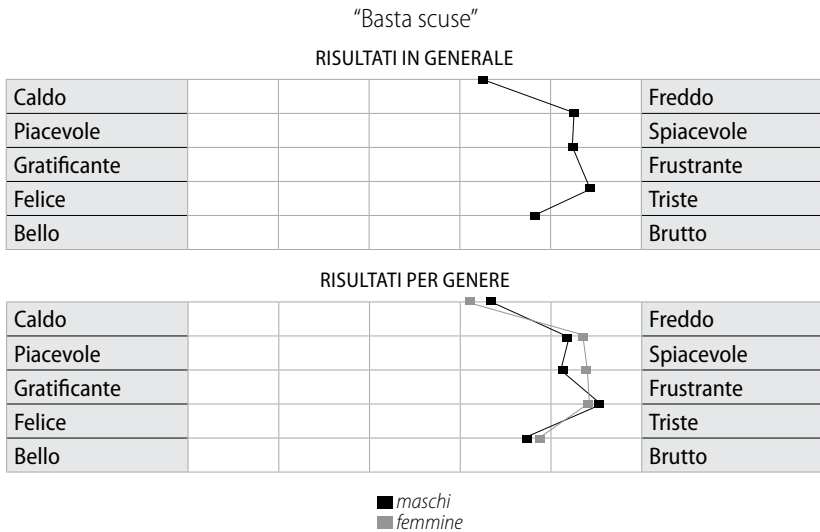 “Basta scuse”
RISULTATI IN GENERALE
Caldo Freddo
Piacevole Spiacevole
Gratificante Frustrante
Felice Triste
Bello Brutto
RISULTATI PER GENERE
Caldo Freddo
Piacevole Spiacevole
Gratificante Frustrante
Felice Triste
Bello Brutto
maschi
femmine